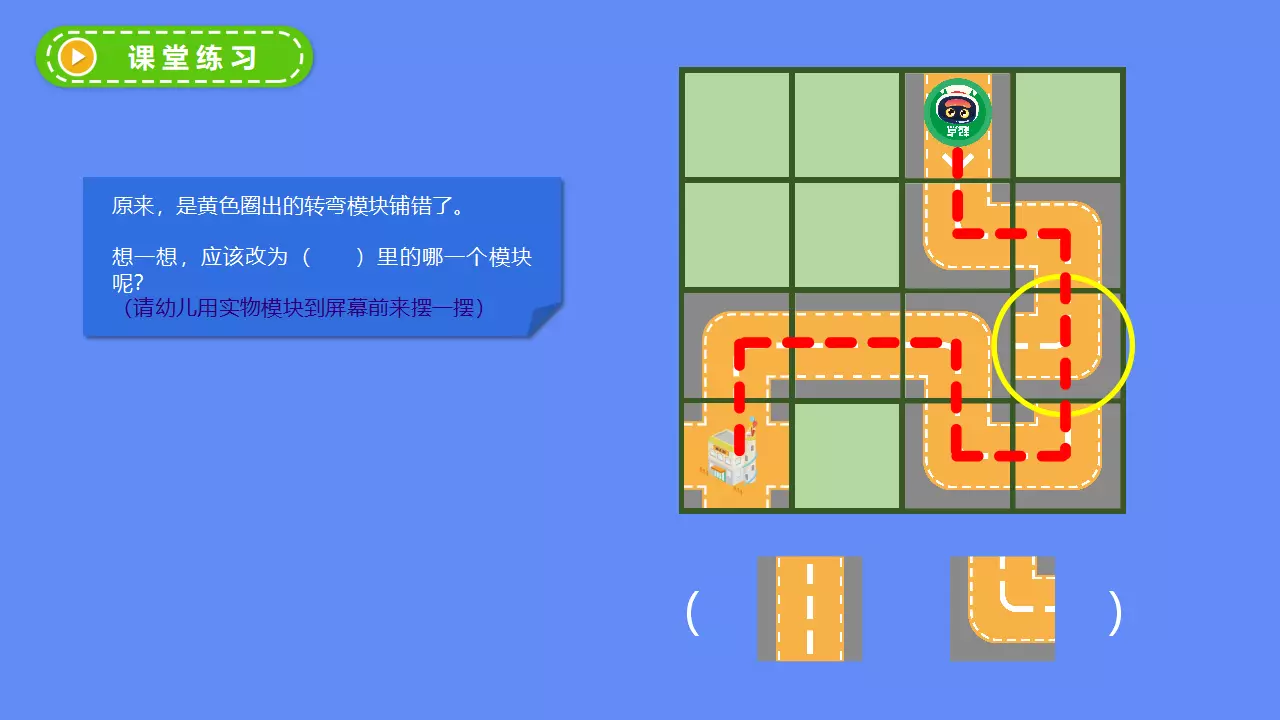 课堂练习
原来，是黄色圈出的转弯模块铺错了。
想一想，应该改为（　　）里的哪一个模块
呢?
（请幼儿用实物模块到屏幕前来摆一摆）
起点
(　　)